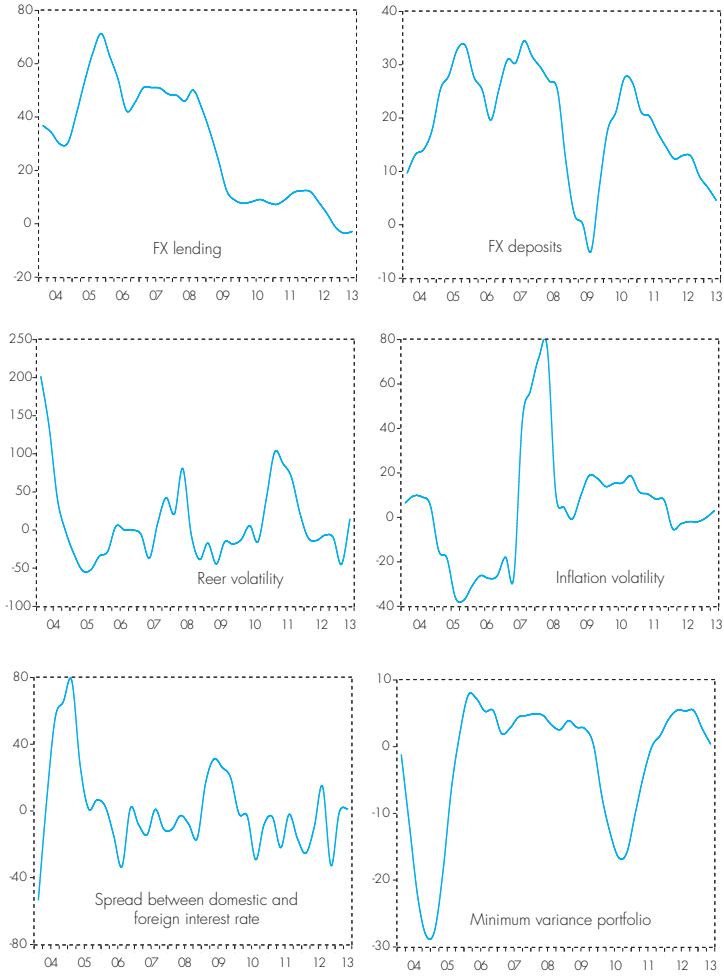 80
60
40
20
0
-20
FX lending
04 05 06 07 08 09 10 11 12 13
40
30
20
10
0
-10
FX deposits
04 05 06 07 08 09 10 11 12 13
250
200
150
100
50
0
-50
-100
Reer volatility
04 05 06 07 08 09 10 11 12 13
80
60
40
20
0
-20
-40
Inflation volatility
04 05 06 07 08 09 10 11 12 13
80
40
0
-40
-80
Spread between domestic and
foreign interest rate
04 05 06 07 08 09 10 11 12 13
10
0
-10
-20
-30
Minimum variance portfolio
04 05 06 07 08 09 10 11 12 13